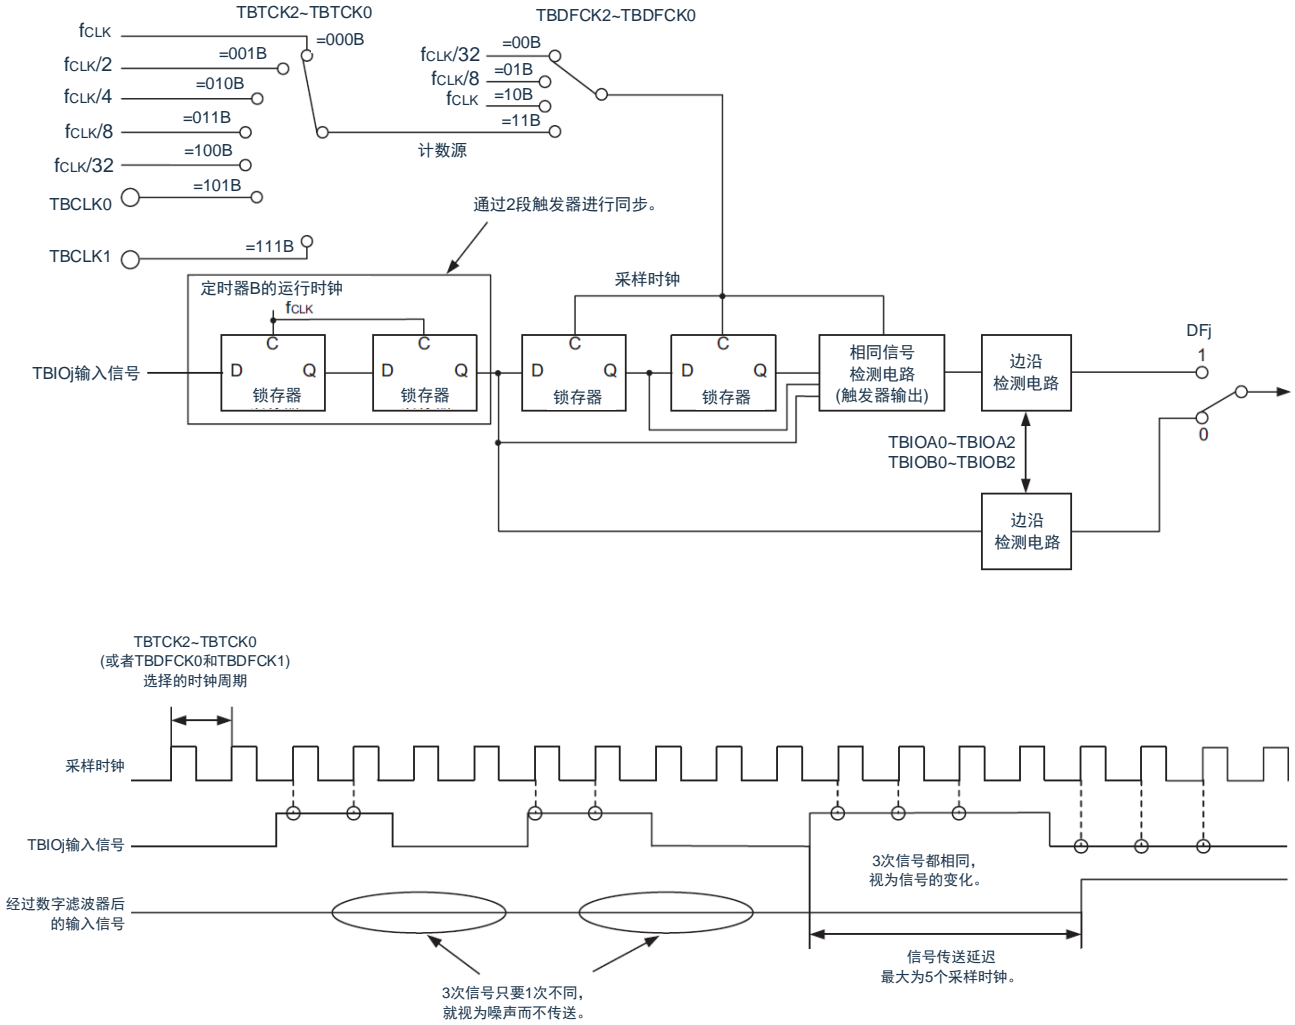 TBTCK2~TBTCK0
fCLK
=000B
fCLK/2
=001B
fCLK/4
=010B
fCLK/8
=011B
fCLK/32
=100B
TBCLK0
=101B
TBCLK1
=111B
计数源
TBDFCK2~TBDFCK0
fCLK/32
=00B
fCLK/8
=01B
fCLK
=10B
=11B
通过2段触发器进行同步。
定时器B的运行时钟
fCLK
采样时钟
TBIOj输入信号
C
D
Q
锁存器
C
D
Q
锁存器
C
D
Q
锁存器
C
D
Q
锁存器
相同信号
检测电路
(触发器输出)
边沿
检测电路
DFj
1
0
TBIOA0~TBIOA2
TBIOB0~TBIOB2
边沿
检测电路
TBTCK2~TBTCK0
(或者TBDFCK0和TBDFCK1)
选择的时钟周期
采样时钟
TBIOj输入信号
3次信号都相同,
视为信号的变化。
经过数字滤波器后
的输入信号
信号传送延迟
最大为5个采样时钟。
3次信号只要1次不同,
就视为噪声而不传送。